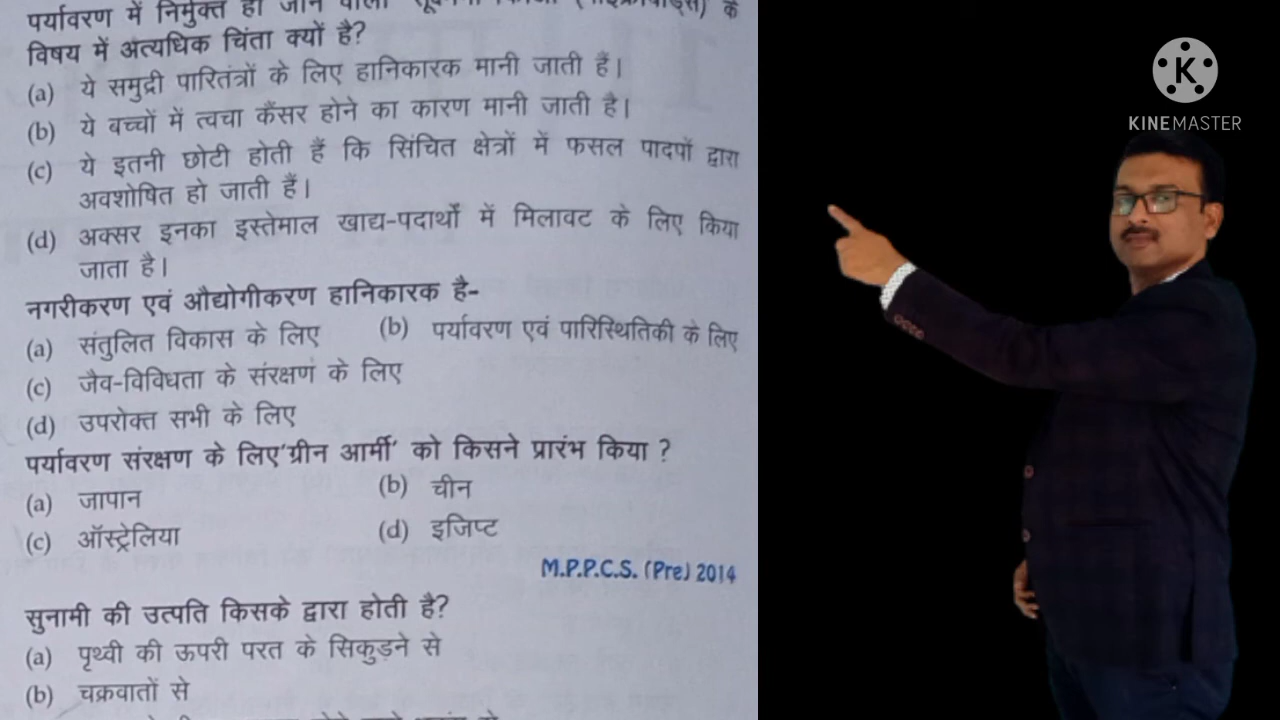 पर्यावरण में निर्मुक्त हो जाने वाली के
विषय में अत्यधिक चिंता क्यों है?
(a) ये समुद्री पारितंत्रों के लिए हानिकारक मानी जाती हैं।
(b) ये बच्चों में त्वचा कैंसर होने का कारण मानी जाती है।
(c) ये इतनी छोटी होती हैं कि सिंचित क्षेत्रों में फसल पादपों द्वारा
अवशोषित हो जाती हैं।
(d) अक्सर इनका इस्तेमाल खाद्य-पदार्थों में मिलावट के लिए किया
जाता है।
नगरीकरण एवं औद्योगीकरण हानिकारक है-
(a) संतुलित विकास के लिए (b) पर्यावरण एवं पारिस्थितिकी के लिए
(c) जैव-विविधता के संरक्षण के लिए
(d) उपरोक्त सभी के लिए
पर्यावरण संरक्षण के लिए'ग्रीन आर्मी' को किसने प्रारंभ किया ?
(a) जापान (b) चीन
(c) ऑस्ट्रेलिया (d) इजिप्ट
M.P.P.C.S. (Pre) 2014
सुनामी की उत्पति किसके द्वारा होती है?
(a) पृथ्वी की ऊपरी परत के सिकुड़ने से
(b) चक्रवातों से
K
KINEMASTER